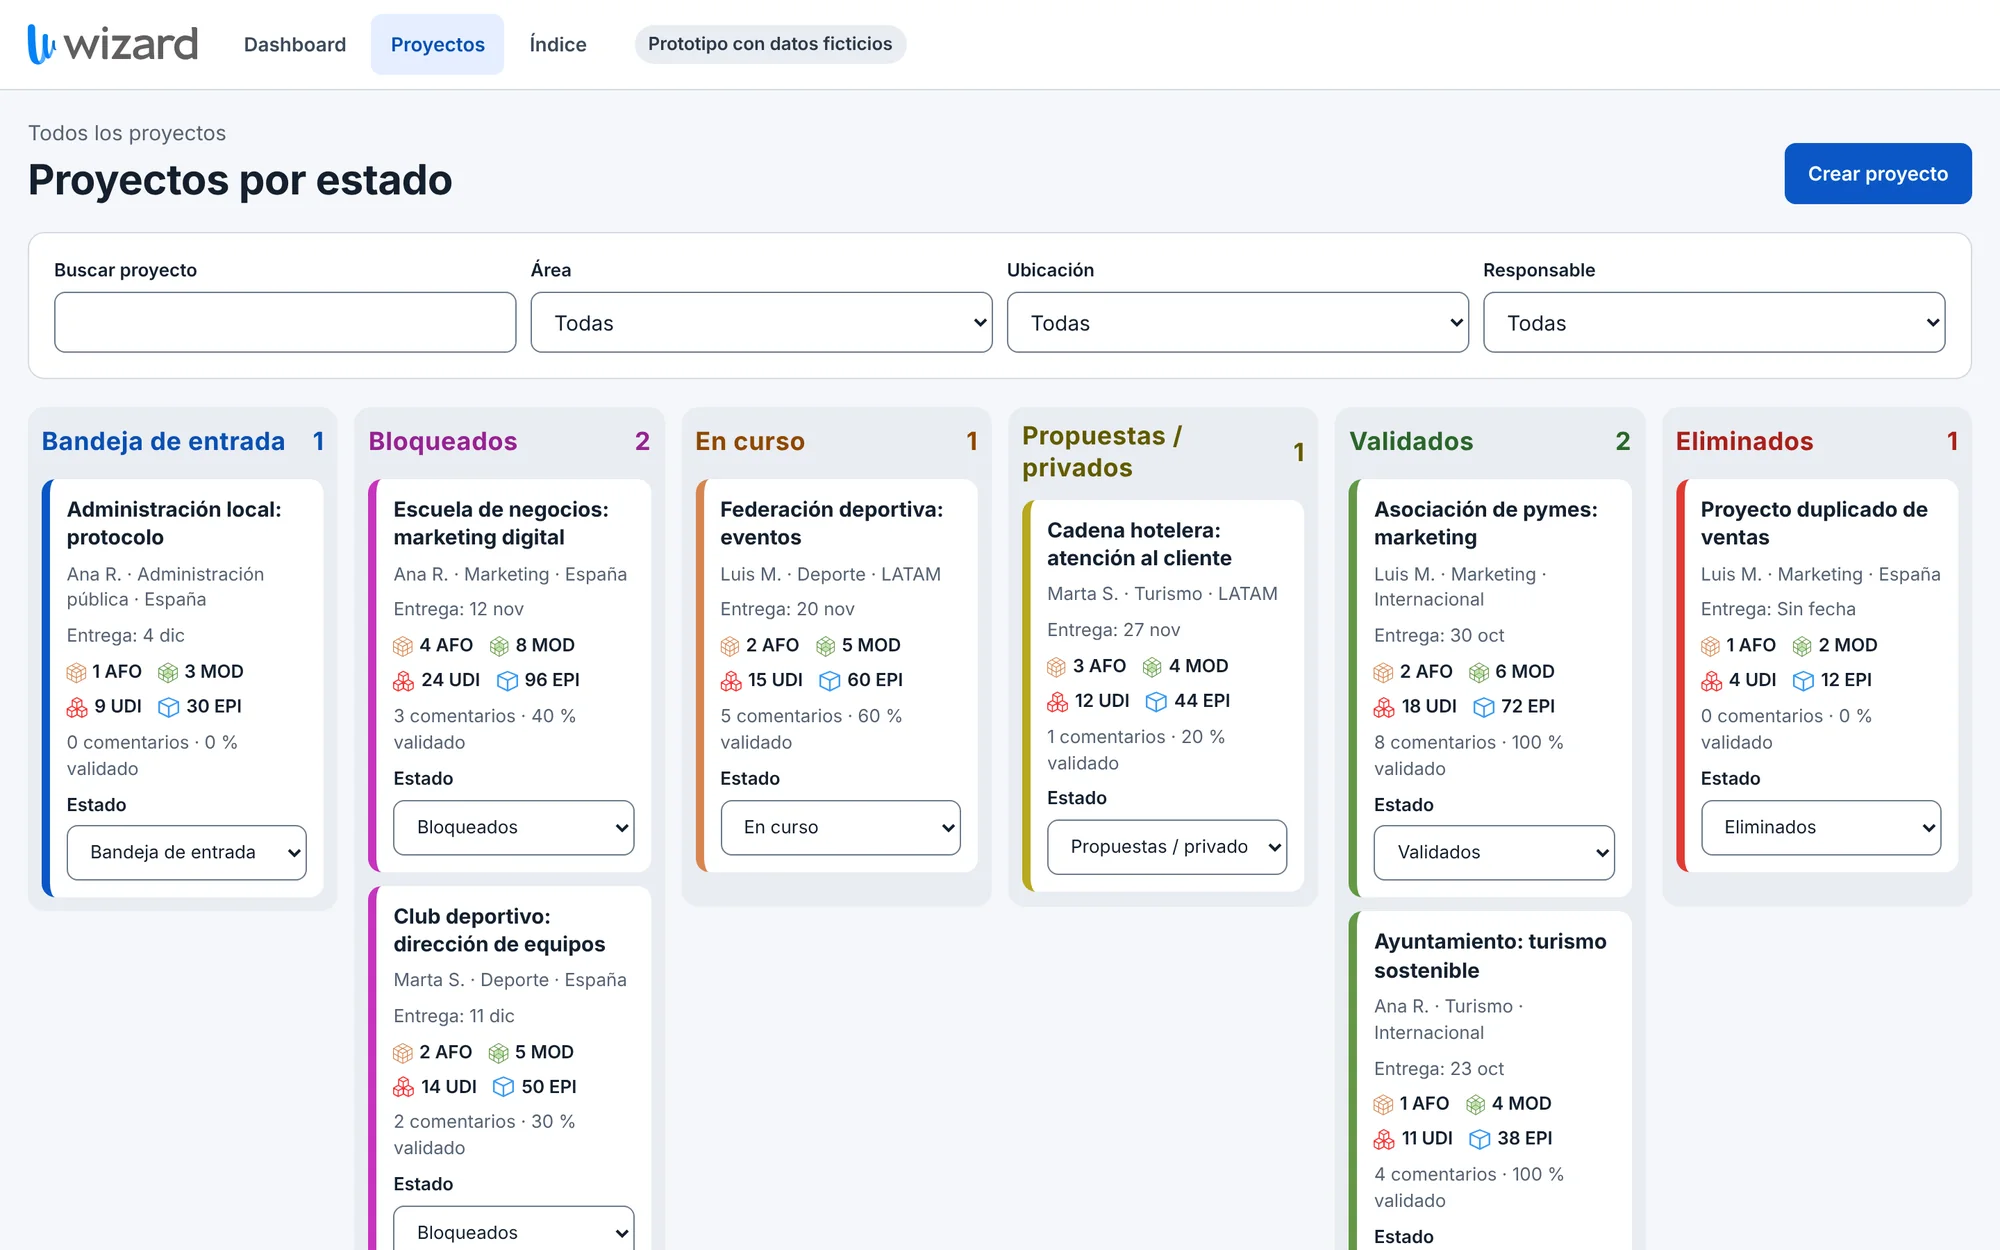 wizard
Dashboard
Proyectos
Índice
Prototipo con datos ficticios
Todos los proyectos
Proyectos por estado
Crear proyecto
Buscar proyecto
Área
Todas
Ubicación
Todas
Responsable
Todas
Bandeja de entrada 1
Administración local:
protocolo
Ana R. · Administración
pública · España
Entrega: 4 dic
1 AFO 3 MOD
9 UDI 30 EPI
0 comentarios · 0 %
validado
Estado
Bandeja de entrada
Bloqueados 2
Escuela de negocios:
marketing digital
Ana R. · Marketing · España
Entrega: 12 nov
4 AFO 8 MOD
24 UDI 96 EPI
3 comentarios · 40 %
validado
Estado
Bloqueados
Club deportivo:
dirección de equipos
Marta S. · Deporte · España
Entrega: 11 dic
2 AFO 5 MOD
14 UDI 50 EPI
2 comentarios · 30 %
validado
Estado
Bloqueados
En curso 1
Federación deportiva:
eventos
Luis M. · Deporte · LATAM
Entrega: 20 nov
2 AFO 5 MOD
15 UDI 60 EPI
5 comentarios · 60 %
validado
Estado
En curso
Propuestas /
privados 1
Cadena hotelera:
atención al cliente
Marta S. · Turismo · LATAM
Entrega: 27 nov
3 AFO 4 MOD
12 UDI 44 EPI
1 comentarios · 20 %
validado
Estado
Propuestas / privado
Validados 2
Asociación de pymes:
marketing
Luis M. · Marketing ·
Internacional
Entrega: 30 oct
2 AFO 6 MOD
18 UDI 72 EPI
8 comentarios · 100 %
validado
Estado
Validados
Ayuntamiento: turismo
sostenible
Ana R. · Turismo ·
Internacional
Entrega: 23 oct
1 AFO 4 MOD
11 UDI 38 EPI
4 comentarios · 100 %
validado
Estado
Eliminados 1
Proyecto duplicado de
ventas
Luis M. · Marketing · España
Entrega: Sin fecha
1 AFO 2 MOD
4 UDI 12 EPI
0 comentarios · 0 %
validado
Estado
Eliminados